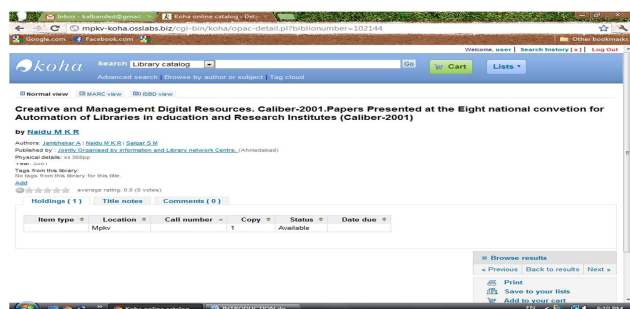 Inbox - kalbanded@gmai
Koha online catalog › Det
mpkv-koha.osslabs.biz/cgi-bin/koha/opac-detail.pl?biblionumber=102144
Google.com Facebook.com Other bookmarks
Welcome, user | Search history [x] | Log Out
koha Search Library catalog Go Cart Lists
Advanced search | Browse by author or subject | Tag cloud
Normal view MARC view ISBD view
Creative and Management Digital Resources. Caliber-2001.Papers Presented at the Eight national convetion for
Automation of Libraries in education and Research Institutes (Caliber-2001)
by Naidu M K R
Authors: Jambhekar A | Naidu M K R | Salgar S M
Published by : Jointly Organised by information and Library network Centre, (Ahmedabad)
Physical details: xii 388pp
Year: 2001
Tags from this library:
No tags from this library for this title.
Add
average rating: 0.0 (0 votes)
Holdings ( 1 ) Title notes Comments ( 0 )
Item type Location Call number Copy Status Date due
Mpkv 1 Available
Browse results
« Previous Back to results Next »
Print
Save to your lists
Add to your cart
Koha online catalog INTRODUCTION EN 5:10 PM